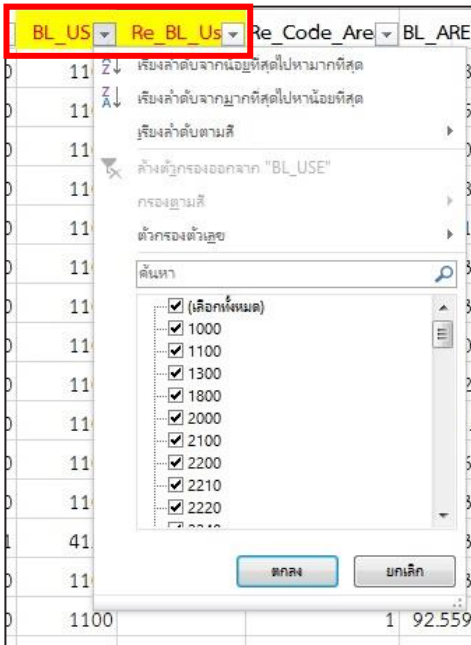 BL_US Re_BL_Us Re_Code_Are BL_ARE
เรียงลำดับจากน้อยที่สุดไปหามากที่สุด
เรียงลำดับจากมากที่สุดไปหาน้อยที่สุด
เรียงลำดับตามสี
ล้างตัวกรองออกจาก "BL_USE"
กรองตามสี
ตัวกรองตัวเลข
ค้นหา
(เลือกทั้งหมด)
1000
1100
1300
1800
2000
2100
2200
2210
2220
ตกลง ยกเลิก
1100 1 92.559